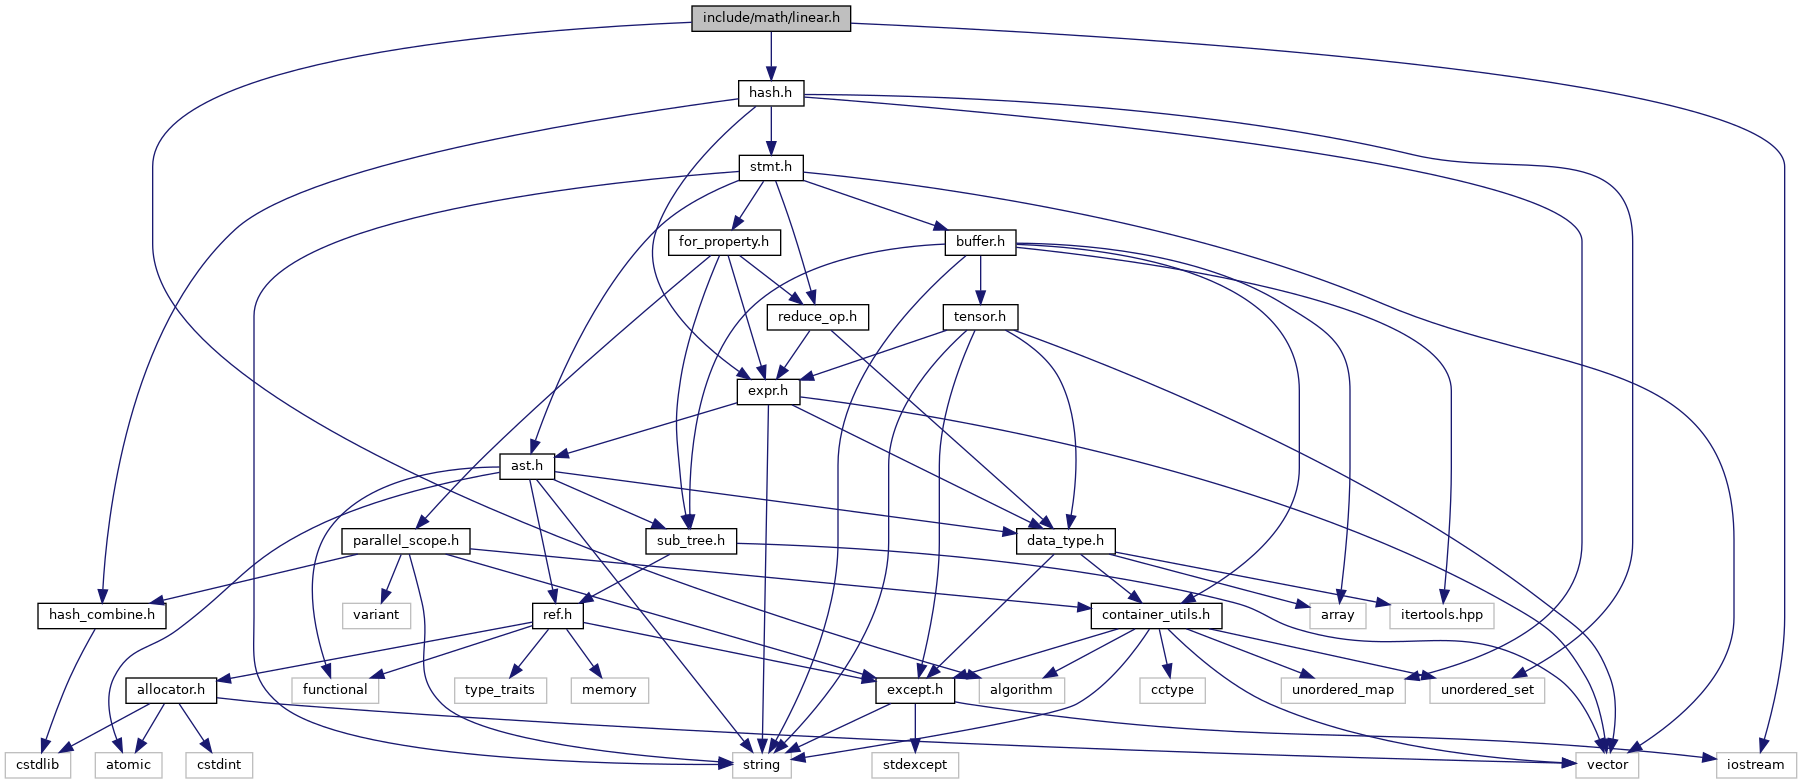 include/math/linear.h
hash.h
stmt.h
for_property.h
buffer.h
reduce_op.h
tensor.h
expr.h
ast.h
parallel_scope.h
sub_tree.h
data_type.h
hash_combine.h
variant
ref.h
container_utils.h
array
itertools.hpp
allocator.h
functional
type_traits
memory
except.h
algorithm
cctype
unordered_map
unordered_set
cstdlib
atomic
cstdint
string
stdexcept
vector
iostream